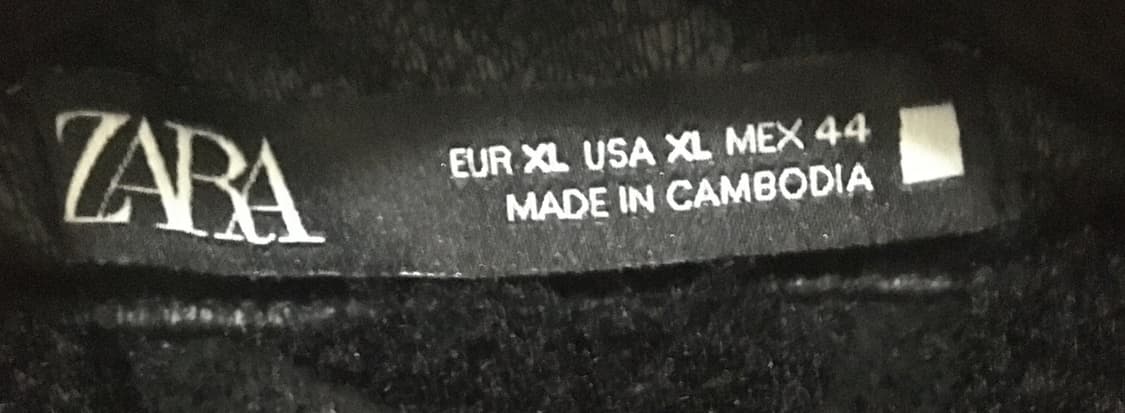 ZARA
EUR XL USA XL MEX 44
MADE IN CAMBODIA